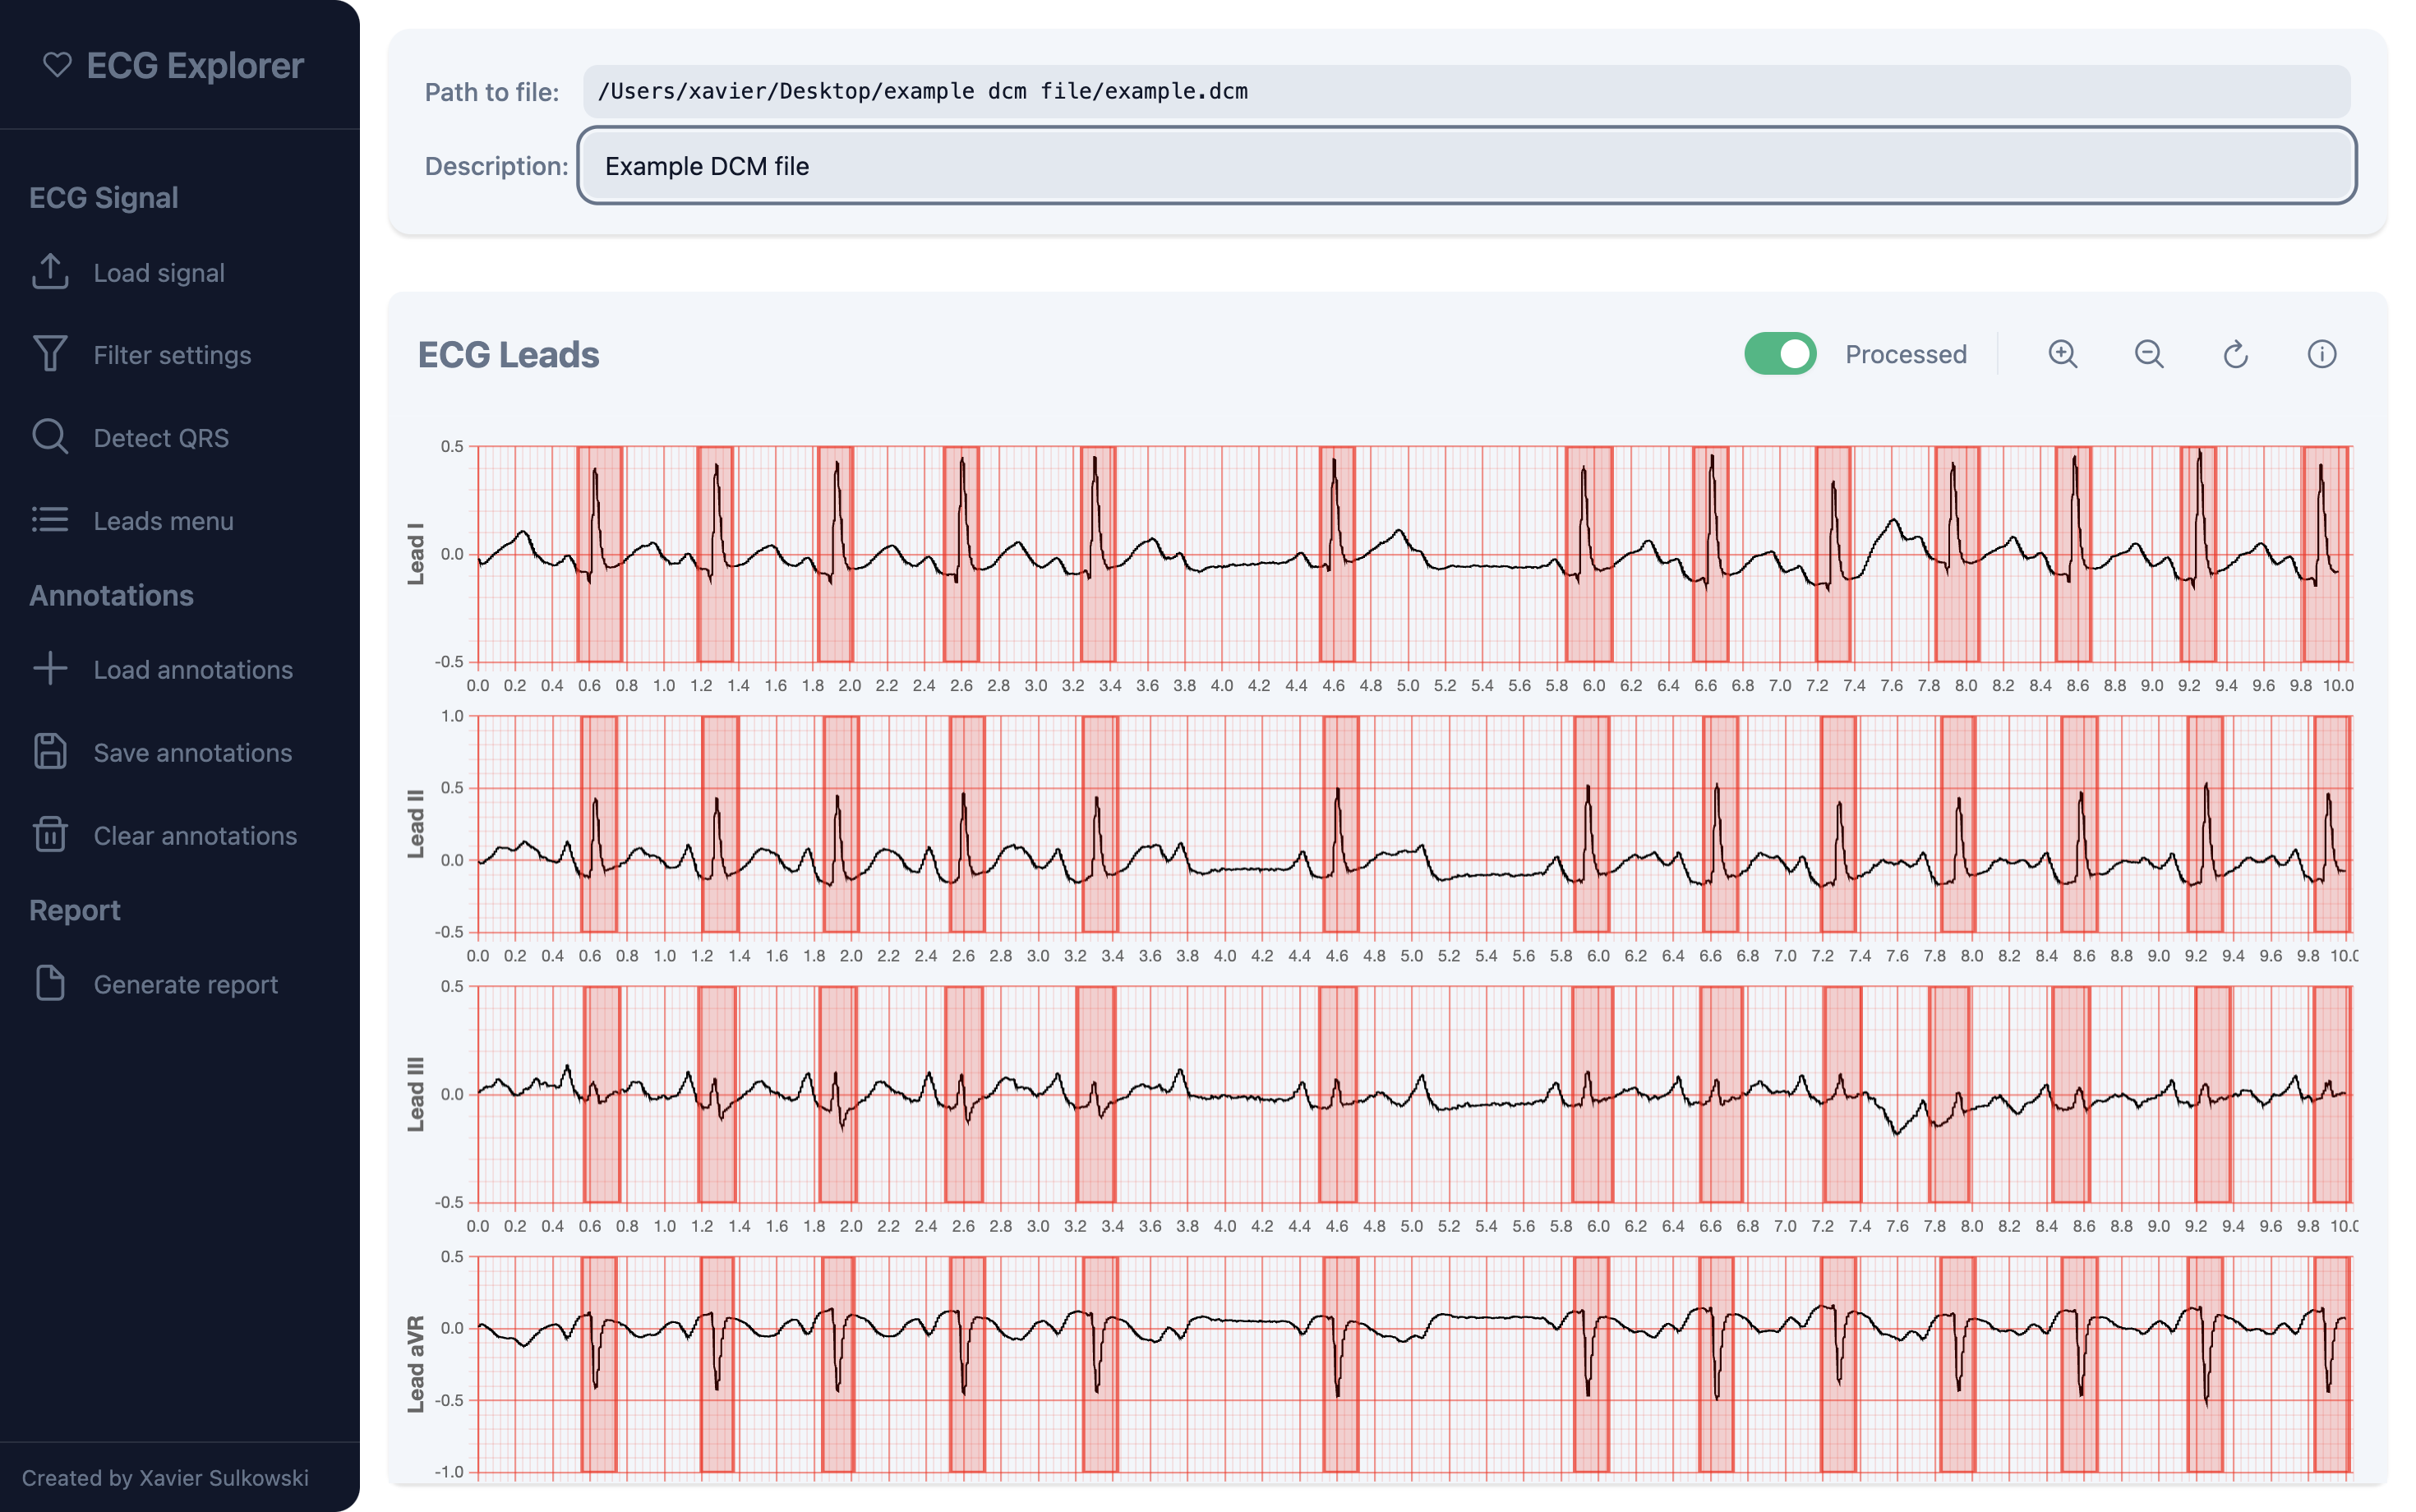 ECG Explorer
ECG Signal
Load signal
Filter settings
Detect QRS
Leads menu
Annotations
Load annotations
Save annotations
Clear annotations
Report
Generate report
Created by Xavier Sulkowski
Path to file: /Users/xavier/Desktop/example dcm file/example.dcm
Description: Example DCM file
ECG Leads Processed
Lead I
0.5
0.0
-0.5
0.0 0.2 0.4 0.6 0.8 1.0 1.2 1.4 1.6 1.8 2.0 2.2 2.4 2.6 2.8 3.0 3.2 3.4 3.6 3.8 4.0 4.2 4.4 4.6 4.8 5.0 5.2 5.4 5.6 5.8 6.0 6.2 6.4 6.6 6.8 7.0 7.2 7.4 7.6 7.8 8.0 8.2 8.4 8.6 8.8 9.0 9.2 9.4 9.6 9.8 10.0
Lead II
1.0
0.5
0.0
-0.5
0.0 0.2 0.4 0.6 0.8 1.0 1.2 1.4 1.6 1.8 2.0 2.2 2.4 2.6 2.8 3.0 3.2 3.4 3.6 3.8 4.0 4.2 4.4 4.6 4.8 5.0 5.2 5.4 5.6 5.8 6.0 6.2 6.4 6.6 6.8 7.0 7.2 7.4 7.6 7.8 8.0 8.2 8.4 8.6 8.8 9.0 9.2 9.4 9.6 9.8 10.0
Lead III
0.5
0.0
-0.5
0.0 0.2 0.4 0.6 0.8 1.0 1.2 1.4 1.6 1.8 2.0 2.2 2.4 2.6 2.8 3.0 3.2 3.4 3.6 3.8 4.0 4.2 4.4 4.6 4.8 5.0 5.2 5.4 5.6 5.8 6.0 6.2 6.4 6.6 6.8 7.0 7.2 7.4 7.6 7.8 8.0 8.2 8.4 8.6 8.8 9.0 9.2 9.4 9.6 9.8 10.0
Lead aVR
0.5
0.0
-0.5
-1.0